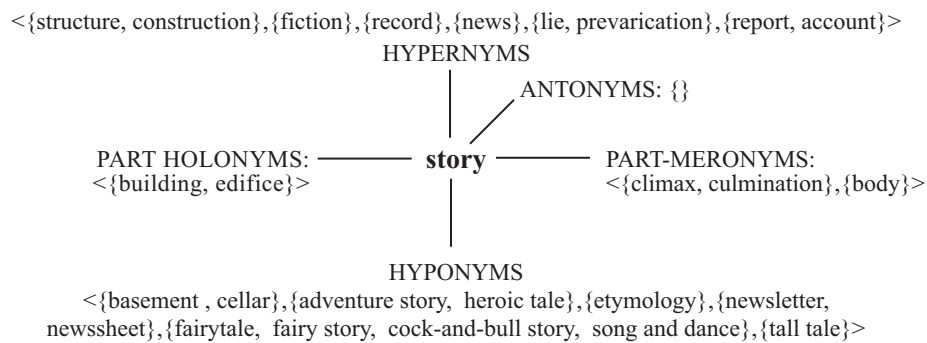 <{structure, construction},{fiction},{record},{news},{lie, prevarication},{report, account}>
HYPERNYMS
ANTONYMS: {}
PART HOLONYMS:
<{building, edifice}>
story
PART-MERONYMS:
<{climax, culmination},{body}>
HYPONYMS
<{basement , cellar},{adventure story, heroic tale},{etymology},{newsletter,
newssheet},{fairytale, fairy story, cock-and-bull story, song and dance},{tall tale}>